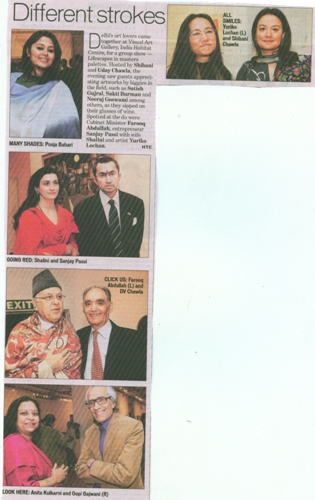 Different strokes
Delhi's art lovers came
together at Visual Art
Gallery, India Habitat
Centre, for a group show —
Lifescapes in masters
palettes. Hosted by Shibani
and Uday Chawla, the
evening saw guests appreci-
ating artworks by biggies in
the field, such as Satish
Gujral, Sakti Burman and
Neeraj Goswami among
others, as they sipped on
their glasses of wine.
Spotted at the do were
Cabinet Minister Farooq
Abdullah, entrepreneur
Sanjay Passi with wife
Shalini and artist Yuriko
Lochan.
HTC
MANY SHADES: Pooja Bahari
ALL
SMILES:
Yuriko
Lochan (L)
and Shibani
Chawla
GOING RED: Shalini and Sanjay Passi
CLICK US: Farooq
Abdullah (L) and
DV Chawla
EXIT
LOOK HERE: Anita Kulkarni and Gopi Gajwani (R)